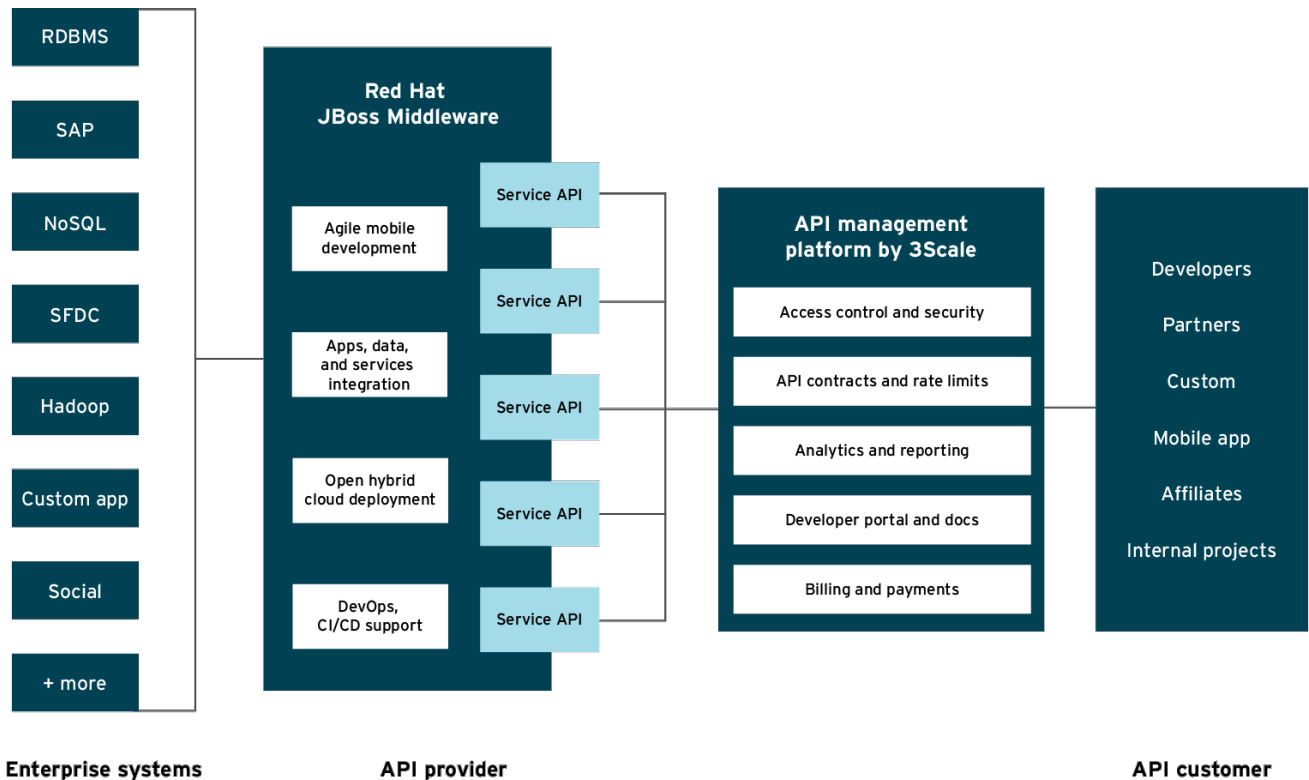 RDBMS
SAP
NoSQL
SFDC
Hadoop
Custom app
Social
+ more
Enterprise systems
Red Hat
JBoss Middleware
Agile mobile
development
Apps, data,
and services
integration
Open hybrid
cloud deployment
DevOps,
CI/CD support
Service API
Service API
Service API
Service API
Service API
API provider
API management
platform by 3Scale
Access control and security
API contracts and rate limits
Analytics and reporting
Developer portal and docs
Billing and payments
Developers
Partners
Custom
Mobile app
Affiliates
Internal projects
API customer